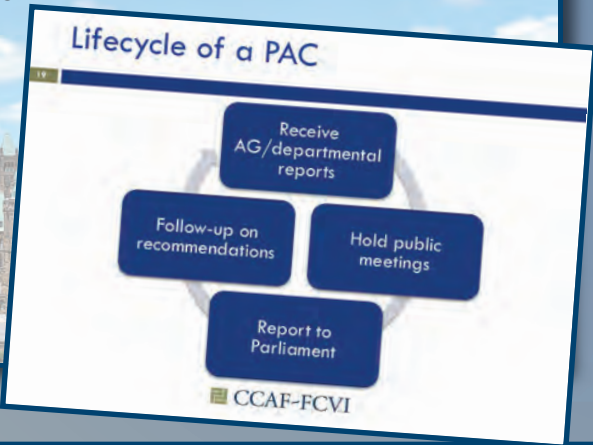 Lifecycle of a PAC
19
Receive
AG/departmental
reports
Follow-up on
recommendations
Hold public
meetings
Report to
Parliament
CCAF-FCVI